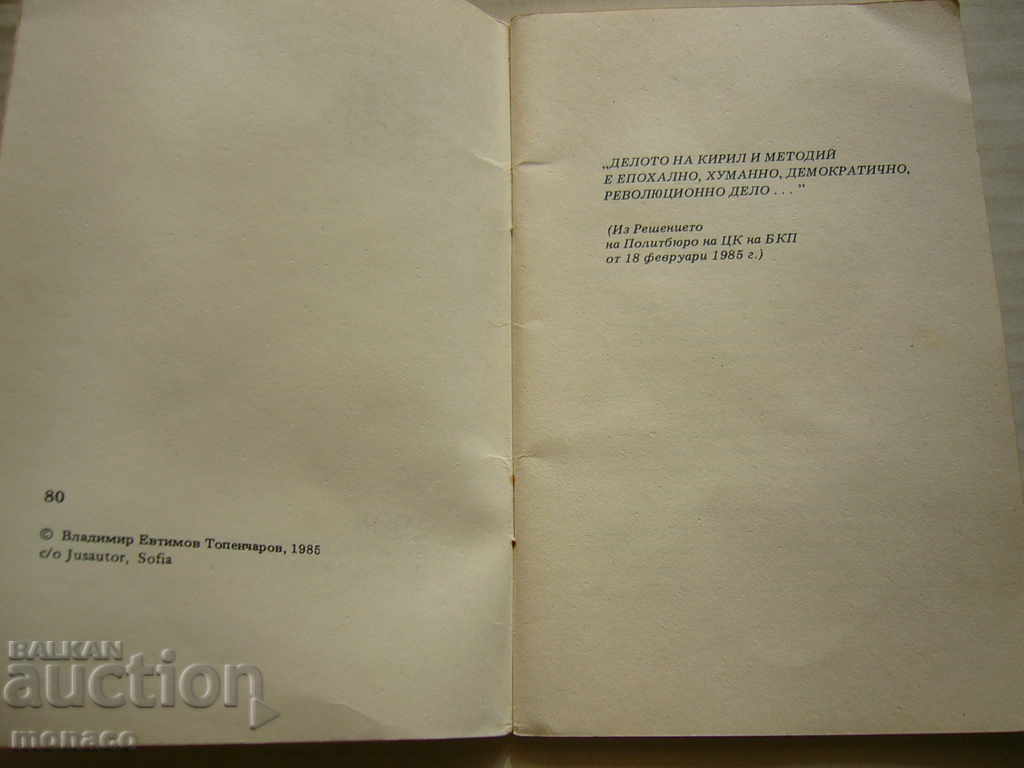 80
© Владимир Евтимов Топенчаров, 1985
c/o Jusautor, Sofia
„ДЕЛОТО НА КИРИЛ И МЕТОДИЙ
Е ЕПОХАЛНО, ХУМАННО, ДЕМОКРАТИЧНО,
РЕВОЛЮЦИОННО ДЕЛО . . . ”
(Из Решението
на Политбюро на ЦК на БКП
от 18 февруари 1985 г.)
BALKAN
auction
monaco